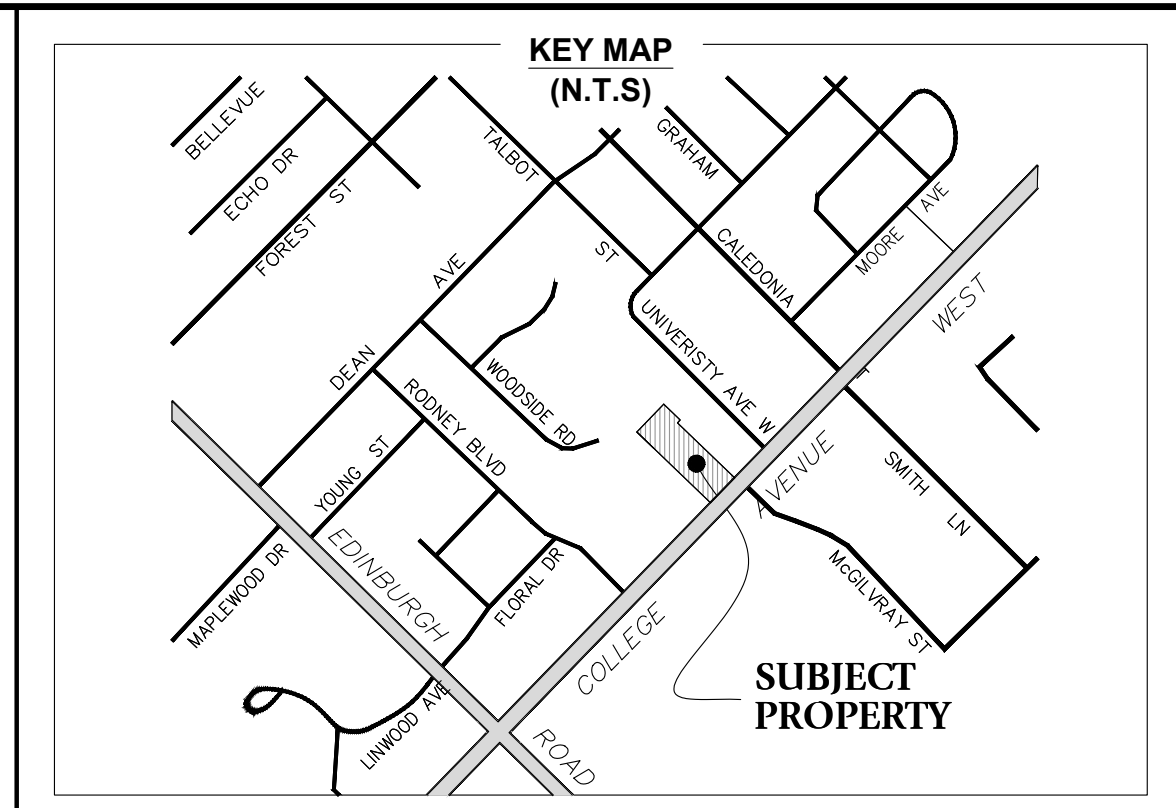 KEY MAP
(N.T.S)
BELLEVUE
ECHO DR
FOREST ST
TALBOT ST
GRAHAM
CALEDONIA
MOORE AVE
DEAN AVE
UNIVERISTY AVE W
WOODSIDE RD
RODNEY BLVD
YOUNG ST
MAPLEWOOD DR
EDINBURGH ROAD
FLORAL DR
LINWOOD AVE
COLLEGE AVENUE WEST
SMITH LN
McGILVRAY ST
SUBJECT
PROPERTY